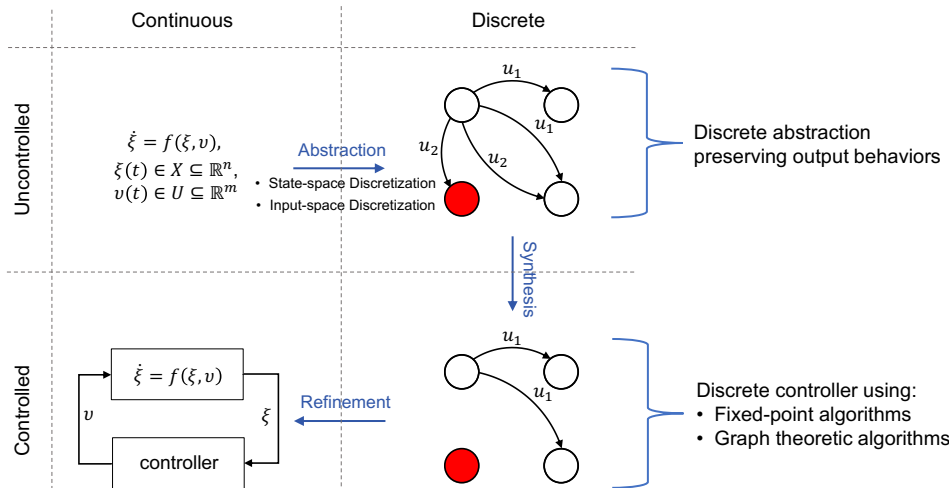 Continuous
Discrete
Uncontrolled
ξ̇ = f(ξ, υ),
ξ(t) ∈ X ⊆ ℝⁿ,
υ(t) ∈ U ⊆ ℝᵐ
Abstraction
• State-space Discretization
• Input-space Discretization
u₁
u₁
u₂
u₂
Discrete abstraction
preserving output behaviors
Synthesis
Controlled
ξ̇ = f(ξ, υ)
υ
ξ
controller
Refinement
u₁
u₁
Discrete controller using:
• Fixed-point algorithms
• Graph theoretic algorithms